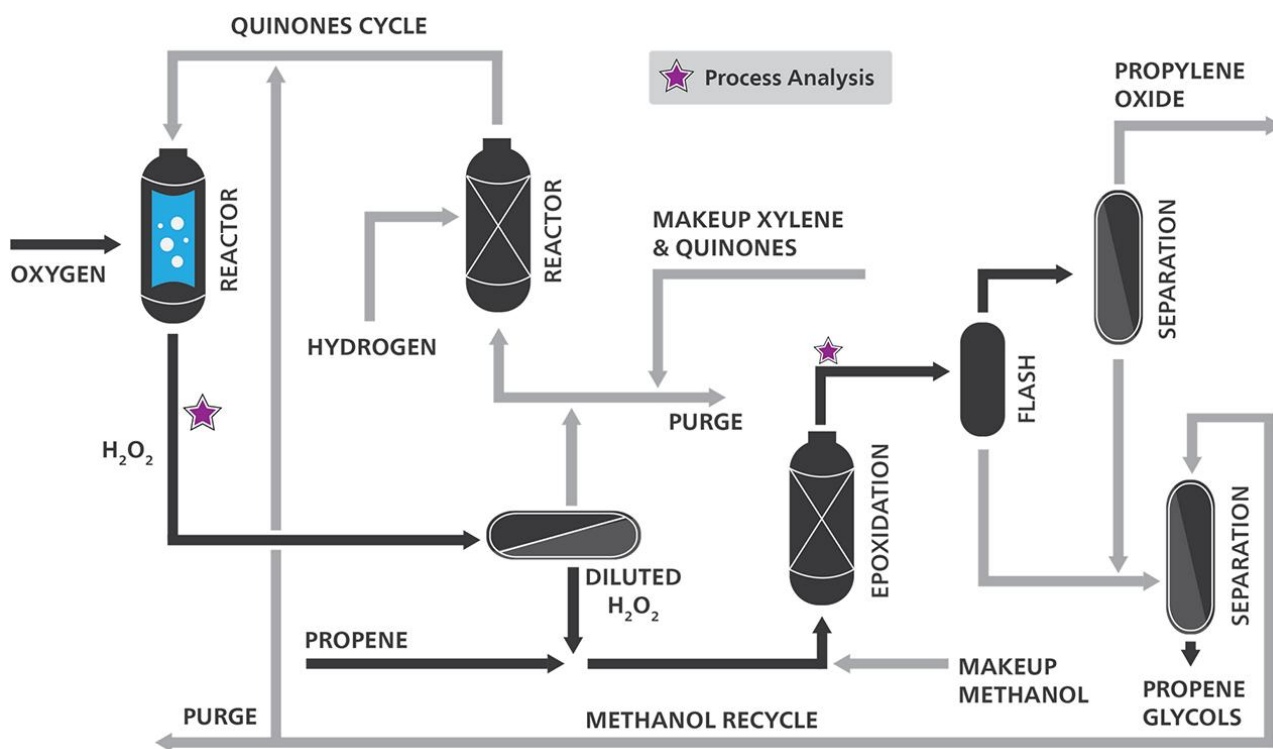 QUINONES CYCLE
Process Analysis
PROPYLENE
OXIDE
REACTOR
REACTOR
SEPARATION
OXYGEN
MAKEUP XYLENE
& QUINONES
HYDROGEN
FLASH
PURGE
H₂O₂
EPOXIDATION
SEPARATION
DILUTED
H₂O₂
PROPENE
MAKEUP
METHANOL
PROPENE
GLYCOLS
PURGE
METHANOL RECYCLE